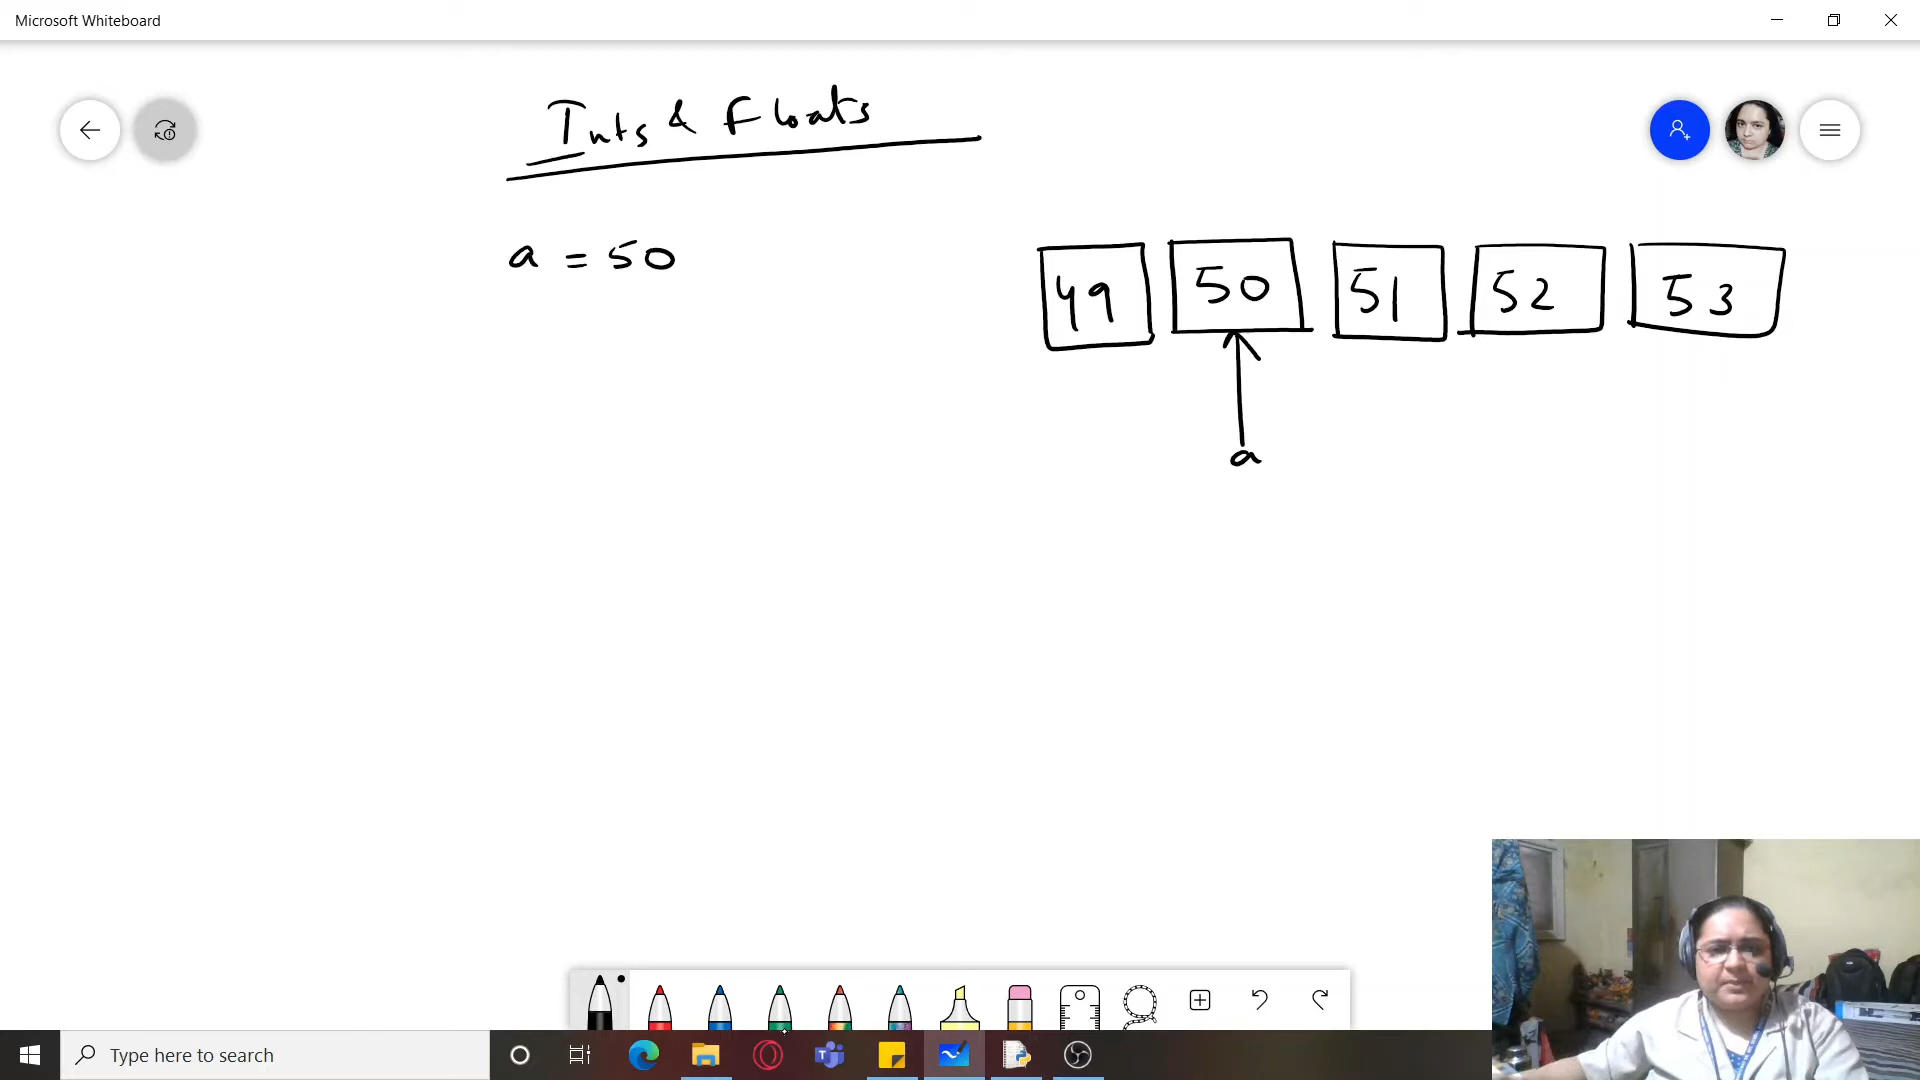 Microsoft Whiteboard
Ints & Floats
a = 50
49 50 51 52 53
a
Type here to search